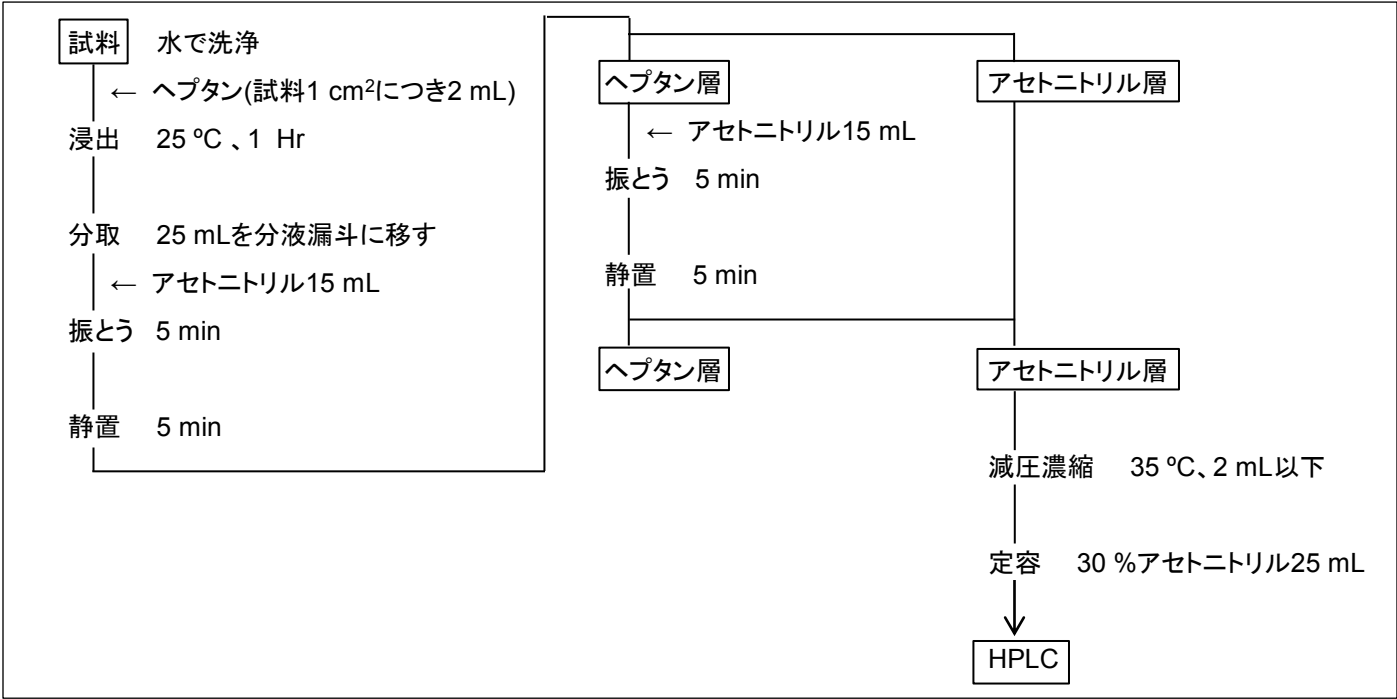 試料 水で洗浄
← ヘプタン(試料1 cm²につき2 mL)
浸出 25 ºC 、1 Hr
分取 25 mLを分液漏斗に移す
← アセトニトリル15 mL
振とう 5 min
静置 5 min
ヘプタン層
← アセトニトリル15 mL
振とう 5 min
静置 5 min
ヘプタン層
アセトニトリル層
アセトニトリル層
減圧濃縮 35 ºC、2 mL以下
定容 30 %アセトニトリル25 mL
HPLC